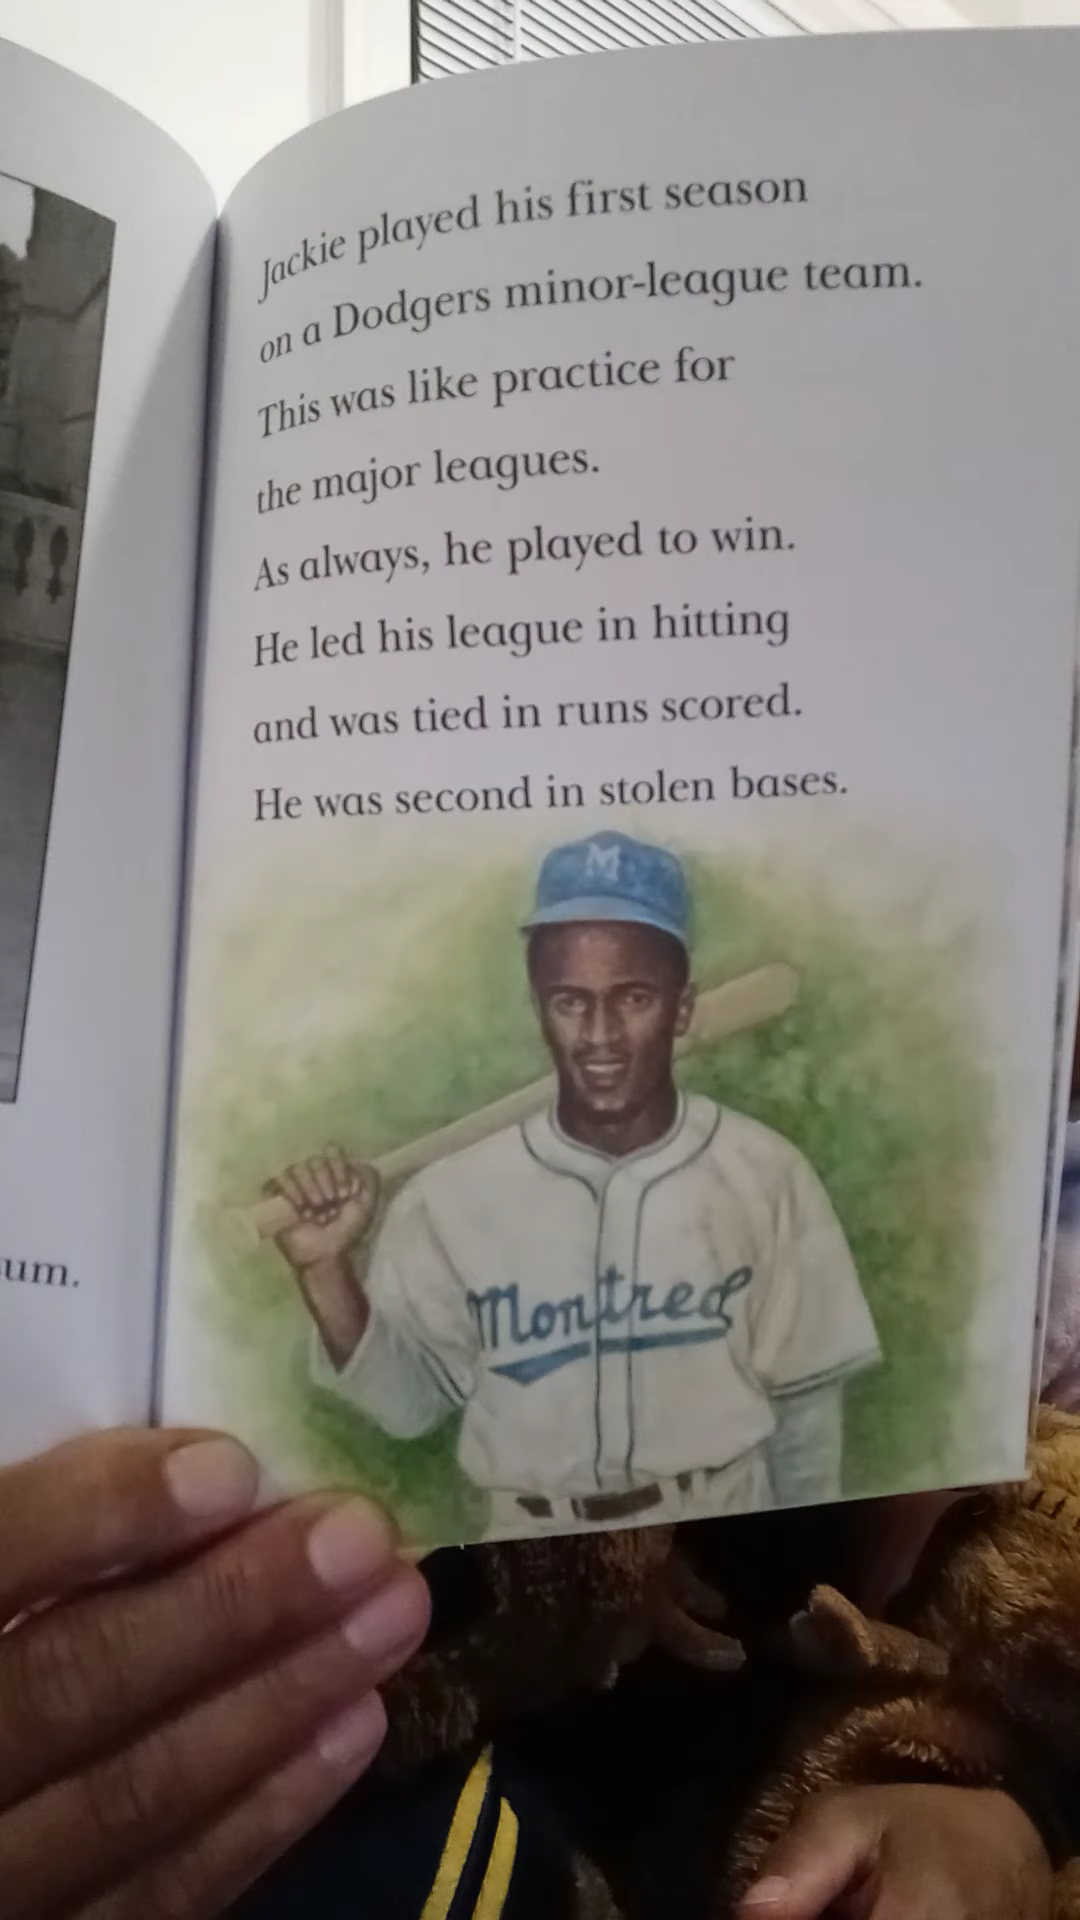 Jackie played his first season
on a Dodgers minor-league team.
This was like practice for
the major leagues.
As always, he played to win.
He led his league in hitting
and was tied in runs scored.
He was second in stolen bases.
M
Montreal
um.